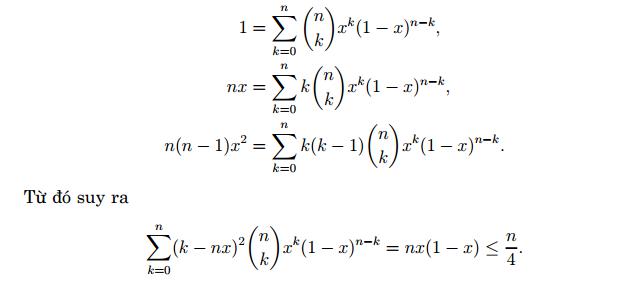 $1 = \sum_{k=0}^{n} \binom{n}{k} x^k (1-x)^{n-k},$
$nx = \sum_{k=0}^{n} k \binom{n}{k} x^k (1-x)^{n-k},$
$n(n-1)x^2 = \sum_{k=0}^{n} k(k-1) \binom{n}{k} x^k (1-x)^{n-k}.$
Từ đó suy ra
$\sum_{k=0}^{n} (k-nx)^2 \binom{n}{k} x^k (1-x)^{n-k} = nx(1-x) \leq \frac{n}{4}.$